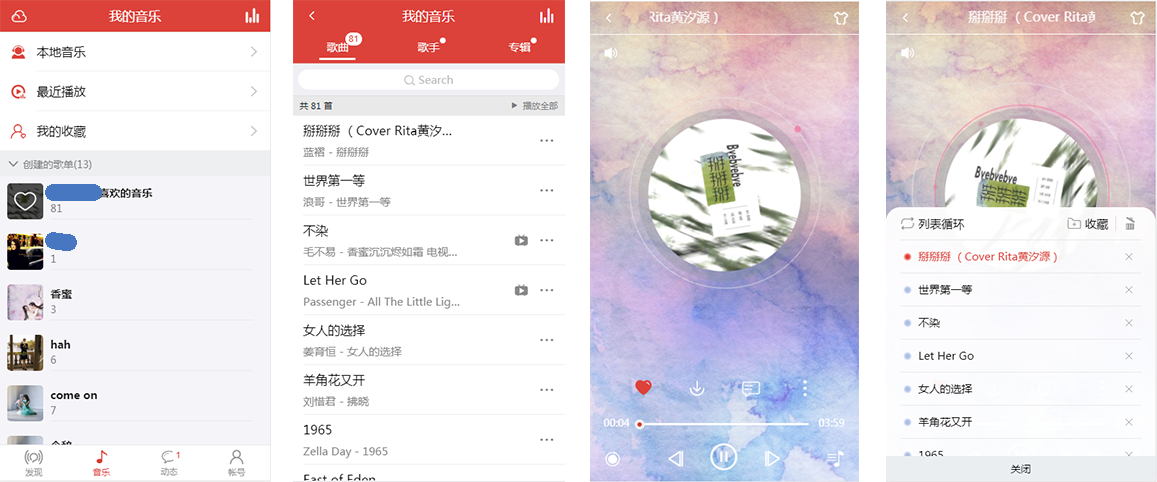 我的音乐
本地音乐
最近播放
我的收藏
创建的歌单(13)
喜欢的音乐
81
1
香蜜
3
hah
6
come on
7
发现
音乐
动态
1
帐号
我的音乐
歌曲
81
歌手
专辑
Search
共 81 首
播放全部
掰掰掰 (Cover Rita黄汐...
蓝褶 - 掰掰掰
世界第一等
浪哥 - 世界第一等
不染
毛不易 - 香蜜沉沉烬如霜 电视...
Let Her Go
Passenger - All The Little Lig...
女人的选择
姜育恒 - 女人的选择
羊角花又开
刘惜君 - 拂晓
1965
Zella Day - 1965
East of Eden
Rita黄汐源 )
Byebyebye
掰掰掰
00:04
03:59
掰掰掰 (Cover Rita黄
Byebyebye
列表循环
收藏
掰掰掰 (Cover Rita黄汐源 )
世界第一等
不染
Let Her Go
女人的选择
羊角花又开
1965
关闭